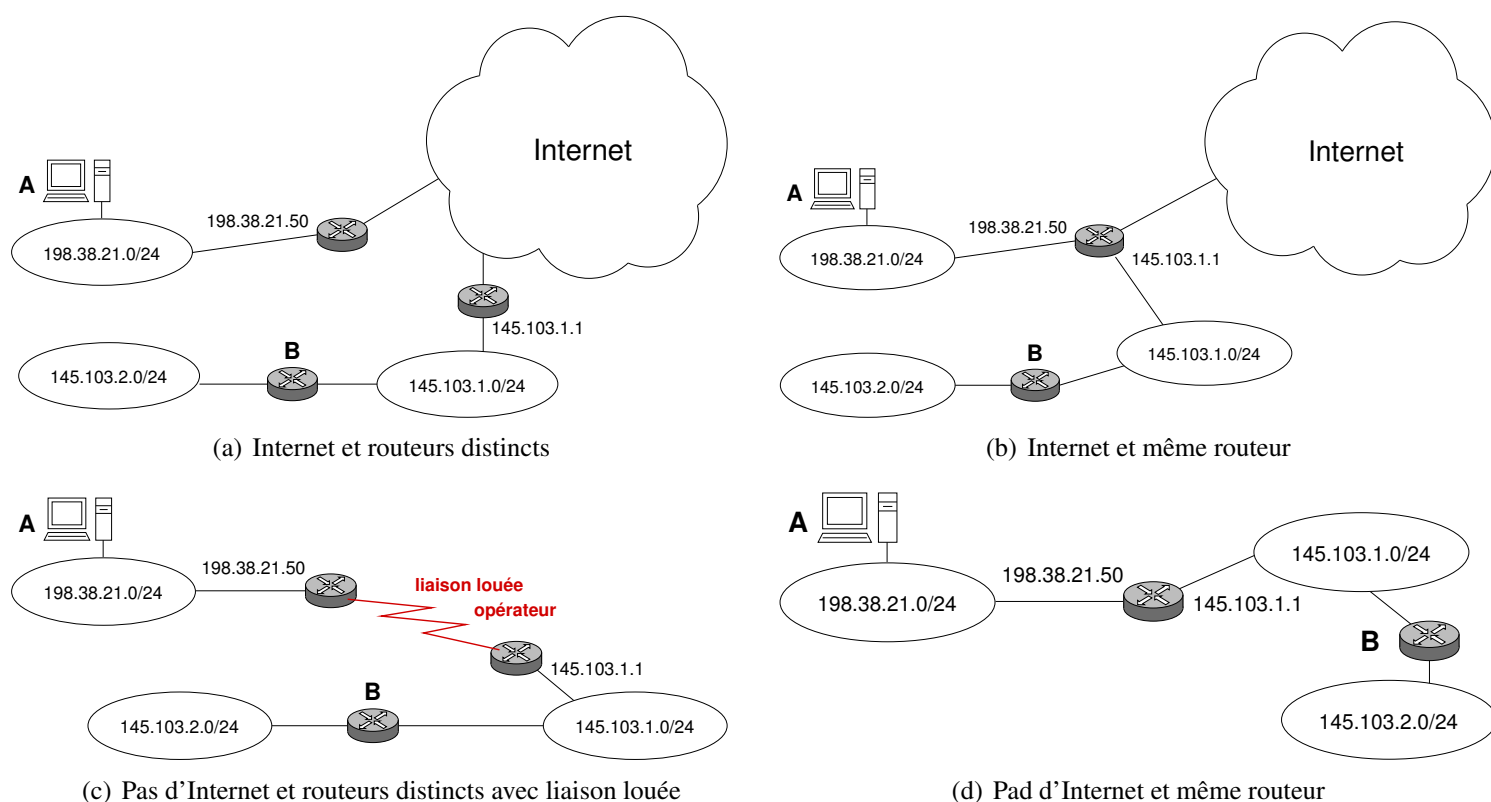 Internet
A
198.38.21.50
198.38.21.0/24
145.103.1.1
B
145.103.2.0/24
145.103.1.0/24
(a) Internet et routeurs distincts
Internet
A
198.38.21.50
198.38.21.0/24
145.103.1.1
B
145.103.1.0/24
145.103.2.0/24
(b) Internet et même routeur
A
198.38.21.50
198.38.21.0/24
liaison louée
opérateur
145.103.1.1
B
145.103.2.0/24
145.103.1.0/24
(c) Pas d'Internet et routeurs distincts avec liaison louée
A
145.103.1.0/24
198.38.21.50
198.38.21.0/24
145.103.1.1
B
145.103.2.0/24
(d) Pad d'Internet et même routeur